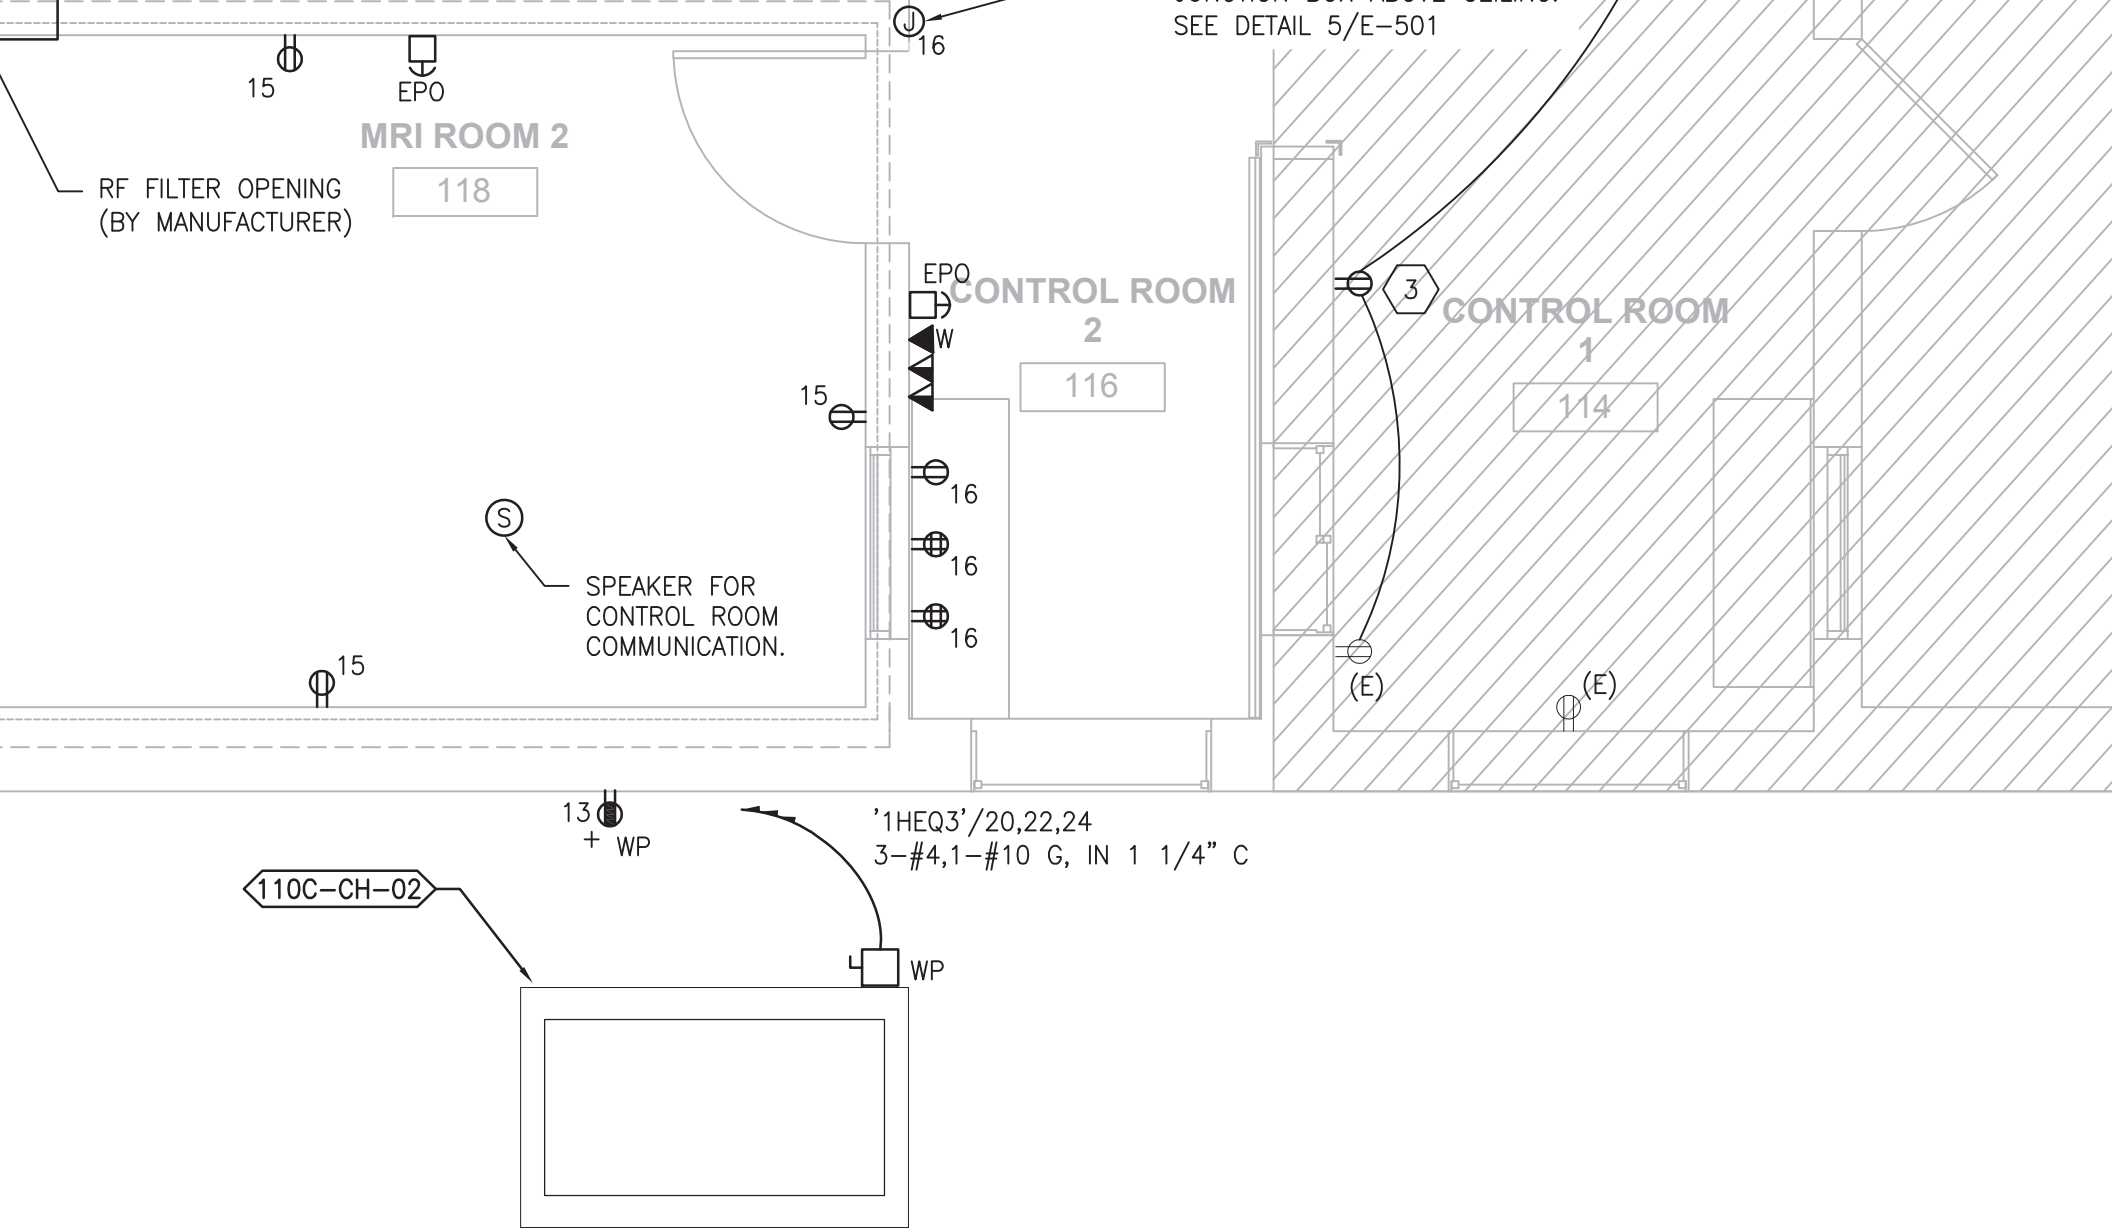 SEE DETAIL 5/E-501
J
16
15
EPO
MRI ROOM 2
118
RF FILTER OPENING
(BY MANUFACTURER)
EPO
CONTROL ROOM
2
116
W
3
CONTROL ROOM
1
114
15
16
16
16
S
SPEAKER FOR
CONTROL ROOM
COMMUNICATION.
15
(E)
(E)
13
+ WP
'1HEQ3'/20,22,24
3-#4,1-#10 G, IN 1 1/4" C
110C-CH-02
WP